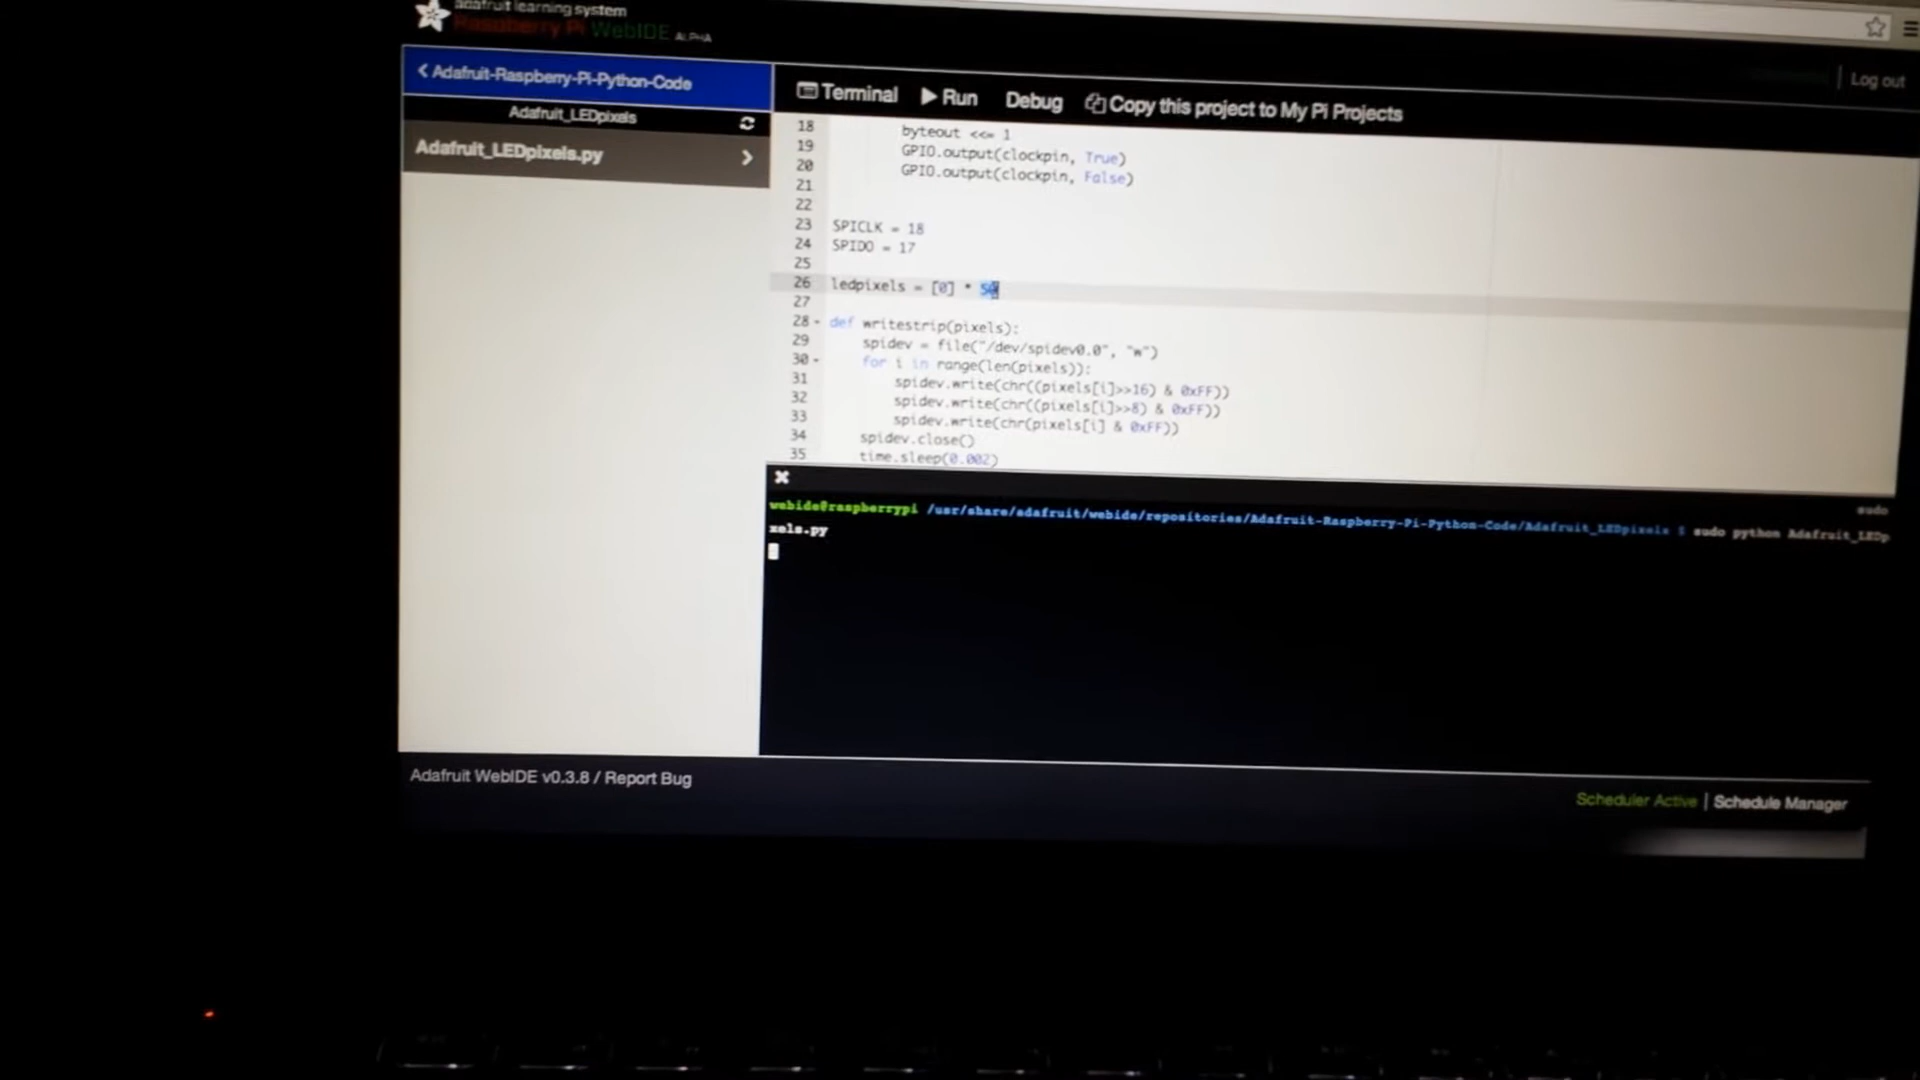 adafruit learning system
Raspberry Pi WebIDE ALPHA
Log out
Adafruit-Raspberry-Pi-Python-Code
Adafruit_LEDpixels
Adafruit_LEDpixels.py
Terminal Run Debug Copy this project to My Pi Projects
18 byteout <<= 1
19 GPIO.output(clockpin, True)
20 GPIO.output(clockpin, False)
21
22
23 SPICLK = 18
24 SPIDO = 17
25
26 ledpixels = [0] * 50
27
28 def writestrip(pixels):
29 spidev = file("/dev/spidev0.0", "w")
30 for i in range(len(pixels)):
31 spidev.write(chr((pixels[i]>>16) & 0xFF))
32 spidev.write(chr((pixels[i]>>8) & 0xFF))
33 spidev.write(chr(pixels[i] & 0xFF))
34 spidev.close()
35 time.sleep(0.002)
sudo
webide@raspberrypi /usr/share/adafruit/webide/repositories/Adafruit-Raspberry-Pi-Python-Code/Adafruit_LEDpixels $ sudo python Adafruit_LEDp
xels.py
Adafruit WebIDE v0.3.8 / Report Bug
Scheduler Active | Schedule Manager